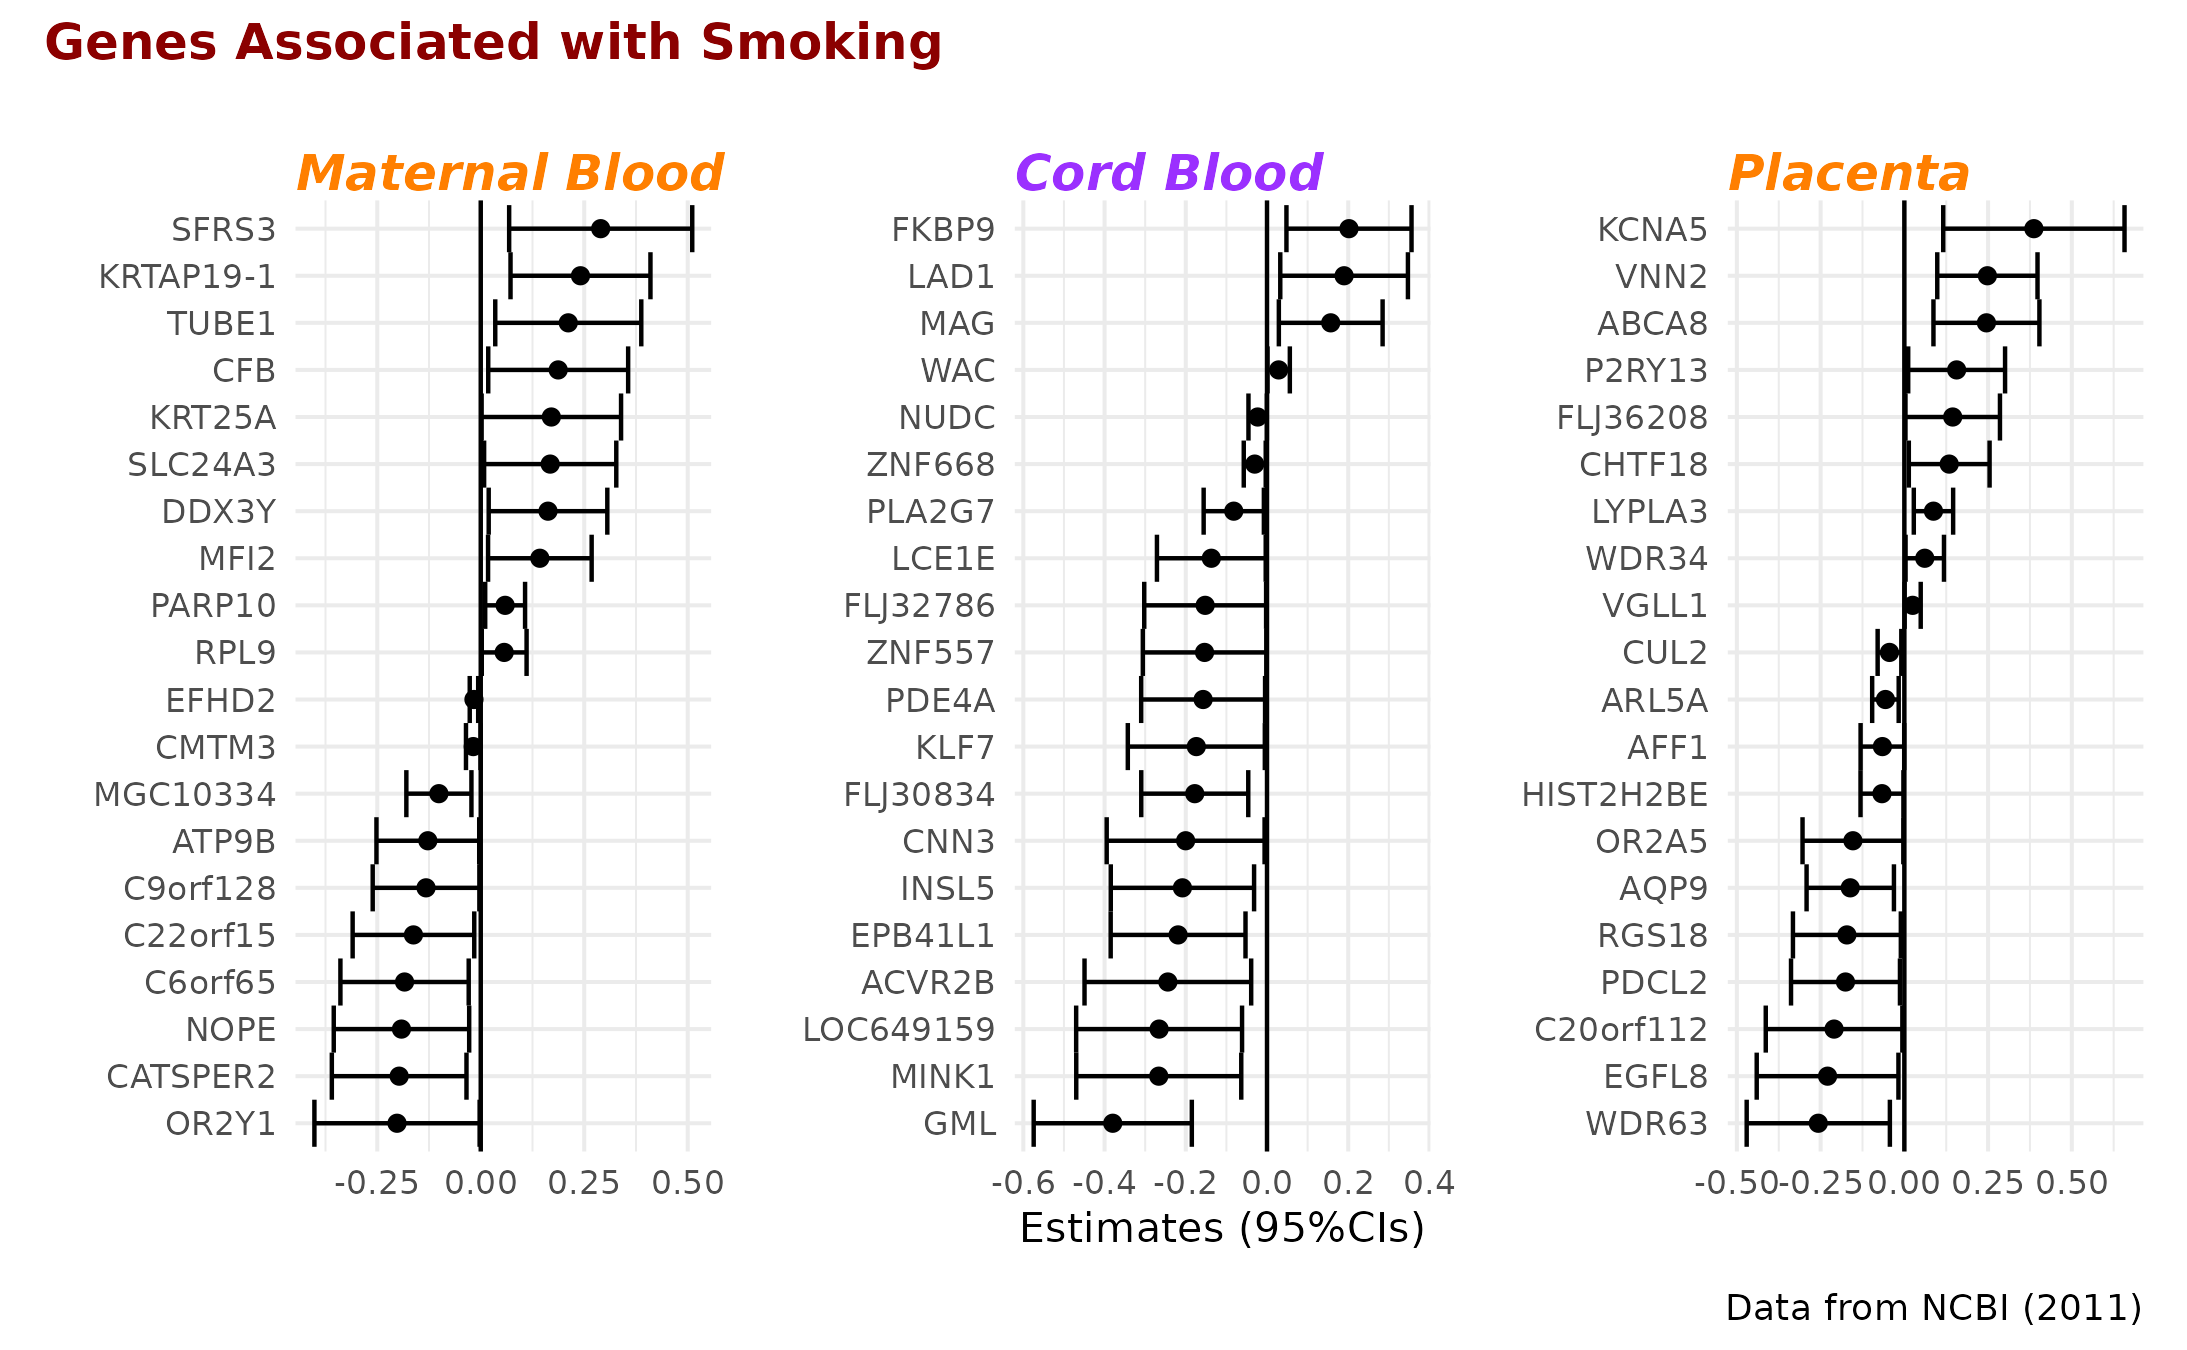 Genes Associated with Smoking
Maternal Blood
SFRS3
KRTAP19-1
TUBE1
CFB
KRT25A
SLC24A3
DDX3Y
MFI2
PARP10
RPL9
EFHD2
CMTM3
MGC10334
ATP9B
C9orf128
C22orf15
C6orf65
NOPE
CATSPER2
OR2Y1
-0.25 0.00 0.25 0.50
Cord Blood
FKBP9
LAD1
MAG
WAC
NUDC
ZNF668
PLA2G7
LCE1E
FLJ32786
ZNF557
PDE4A
KLF7
FLJ30834
CNN3
INSL5
EPB41L1
ACVR2B
LOC649159
MINK1
GML
-0.6 -0.4 -0.2 0.0 0.2 0.4
Estimates (95%CIs)
Placenta
KCNA5
VNN2
ABCA8
P2RY13
FLJ36208
CHTF18
LYPLA3
WDR34
VGLL1
CUL2
ARL5A
AFF1
HIST2H2BE
OR2A5
AQP9
RGS18
PDCL2
C20orf112
EGFL8
WDR63
-0.50 -0.25 0.00 0.25 0.50
Data from NCBI (2011)